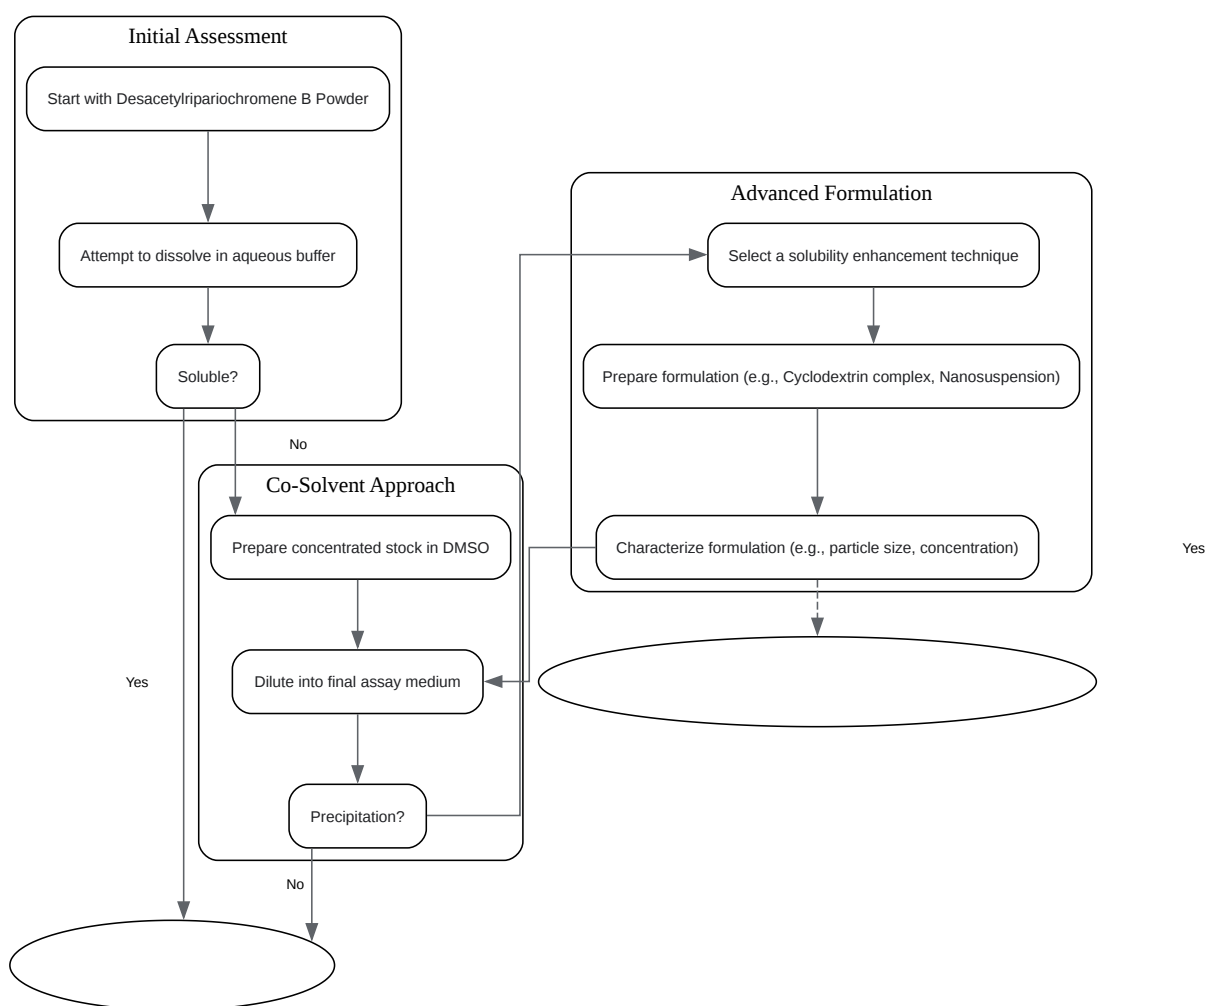 Initial Assessment
Start with Desacetylripariochromene B Powder
Attempt to dissolve in aqueous buffer
Soluble?
No
Yes
Co-Solvent Approach
Prepare concentrated stock in DMSO
Dilute into final assay medium
Precipitation?
No
Advanced Formulation
Select a solubility enhancement technique
Prepare formulation (e.g., Cyclodextrin complex, Nanosuspension)
Characterize formulation (e.g., particle size, concentration)
Yes